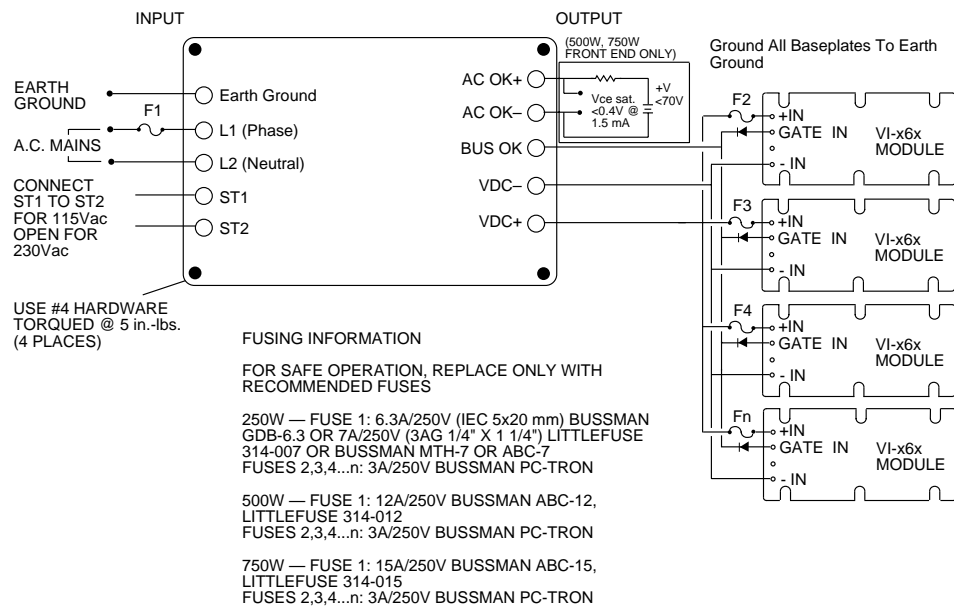 INPUT
OUTPUT
(500W, 750W
FRONT END ONLY)
EARTH
GROUND
F1
A.C. MAINS
CONNECT
ST1 TO ST2
FOR 115Vac
OPEN FOR
230Vac
USE #4 HARDWARE
TORQUED @ 5 in.-lbs.
(4 PLACES)
Earth Ground
L1 (Phase)
L2 (Neutral)
ST1
ST2
AC OK+
AC OK–
BUS OK
VDC–
VDC+
Vce sat.
<0.4V @
1.5 mA
+V
<70V
Ground All Baseplates To Earth
Ground
F2
+IN
GATE IN
- IN
VI-x6x
MODULE
F3
+IN
GATE IN
- IN
VI-x6x
MODULE
F4
+IN
GATE IN
- IN
VI-x6x
MODULE
Fn
+IN
GATE IN
- IN
VI-x6x
MODULE
FUSING INFORMATION
FOR SAFE OPERATION, REPLACE ONLY WITH
RECOMMENDED FUSES
250W — FUSE 1: 6.3A/250V (IEC 5x20 mm) BUSSMAN
GDB-6.3 OR 7A/250V (3AG 1/4" X 1 1/4") LITTLEFUSE
314-007 OR BUSSMAN MTH-7 OR ABC-7
FUSES 2,3,4...n: 3A/250V BUSSMAN PC-TRON
500W — FUSE 1: 12A/250V BUSSMAN ABC-12,
LITTLEFUSE 314-012
FUSES 2,3,4...n: 3A/250V BUSSMAN PC-TRON
750W — FUSE 1: 15A/250V BUSSMAN ABC-15,
LITTLEFUSE 314-015
FUSES 2,3,4...n: 3A/250V BUSSMAN PC-TRON